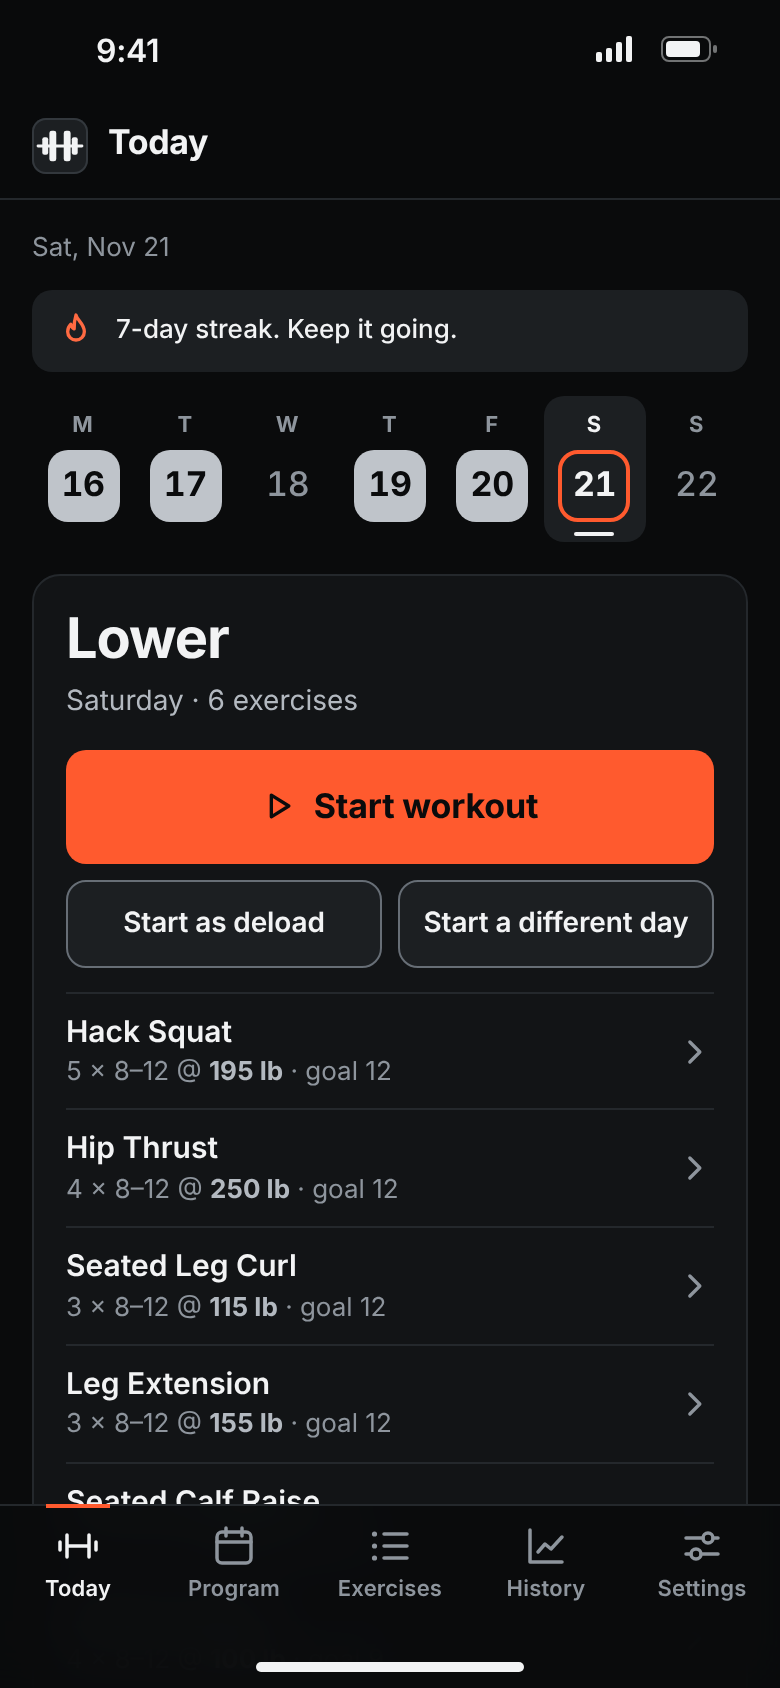 9:41
Today
Sat, Nov 21
7-day streak. Keep it going.
M T W T F S S
16 17 18 19 20 21 22
Lower
Saturday · 6 exercises
Start workout
Start as deload Start a different day
Hack Squat
5 × 8–12 @ 195 lb · goal 12
Hip Thrust
4 × 8–12 @ 250 lb · goal 12
Seated Leg Curl
3 × 8–12 @ 115 lb · goal 12
Leg Extension
3 × 8–12 @ 155 lb · goal 12
Seated Calf Raise
Today Program Exercises History Settings